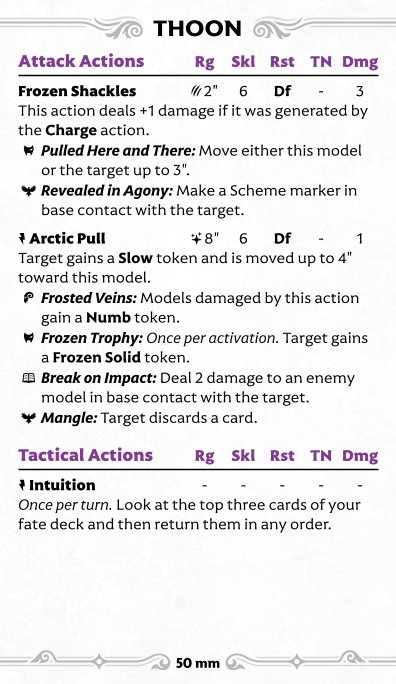 THOON
Attack Actions Rg Skl Rst TN Dmg
Frozen Shackles 2" 6 Df - 3
This action deals +1 damage if it was generated by
the Charge action.
Pulled Here and There: Move either this model
or the target up to 3".
Revealed in Agony: Make a Scheme marker in
base contact with the target.
Arctic Pull 8" 6 Df - 1
Target gains a Slow token and is moved up to 4"
toward this model.
Frosted Veins: Models damaged by this action
gain a Numb token.
Frozen Trophy: Once per activation. Target gains
a Frozen Solid token.
Break on Impact: Deal 2 damage to an enemy
model in base contact with the target.
Mangle: Target discards a card.
Tactical Actions Rg Skl Rst TN Dmg
Intuition - - - - -
Once per turn. Look at the top three cards of your
fate deck and then return them in any order.
50 mm